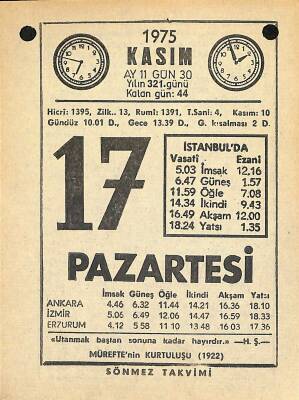 1975
KASIM
AY 11 GÜN 30
Yılın 321.günü
Kalan gün: 44
Hicrî: 1395, Zilk.. 13, Rumî: 1391, T.Sani: 4, Kasım: 10
Gündüz 10.01 D., Gece 13.39 D., G. kısalması 2 D.
17
İSTANBUL'DA
Vasatî Ezanî
5.03 İmsak 12.16
6.47 Güneş 1.57
11.59 Öğle 7.08
14.34 İkindi 9.43
16.49 Akşam 12.00
18.24 Yatsı 1.35
PAZARTESİ
İmsak Güneş Öğle İkindi Akşam Yatsı
ANKARA 4.46 6.32 11.44 14.21 16.36 18.10
İZMİR 5.06 6.49 12.06 14.47 16.59 18.33
ERZURUM 4.12 5.58 11.10 13.48 16.03 17.36
«Utanmak baştan sonuna kadar hayırdır.» —H. Ş.—
MÜREFTE'nin KURTULUŞU (1922)
SÖNMEZ TAKVİMİ